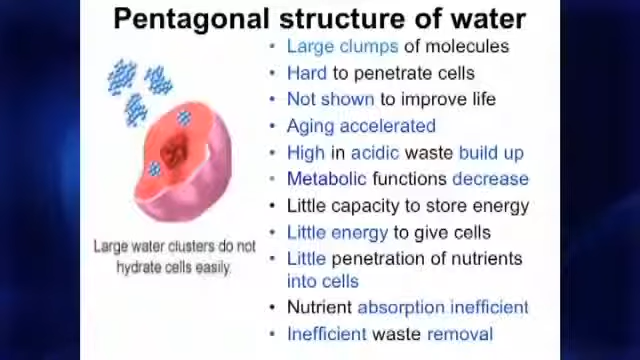 Pentagonal structure of water
Large clumps of molecules
Hard to penetrate cells
Not shown to improve life
Aging accelerated
High in acidic waste build up
Metabolic functions decrease
Little capacity to store energy
Little energy to give cells
Little penetration of nutrients
into cells
Nutrient absorption inefficient
Inefficient waste removal
Large water clusters do not
hydrate cells easily.